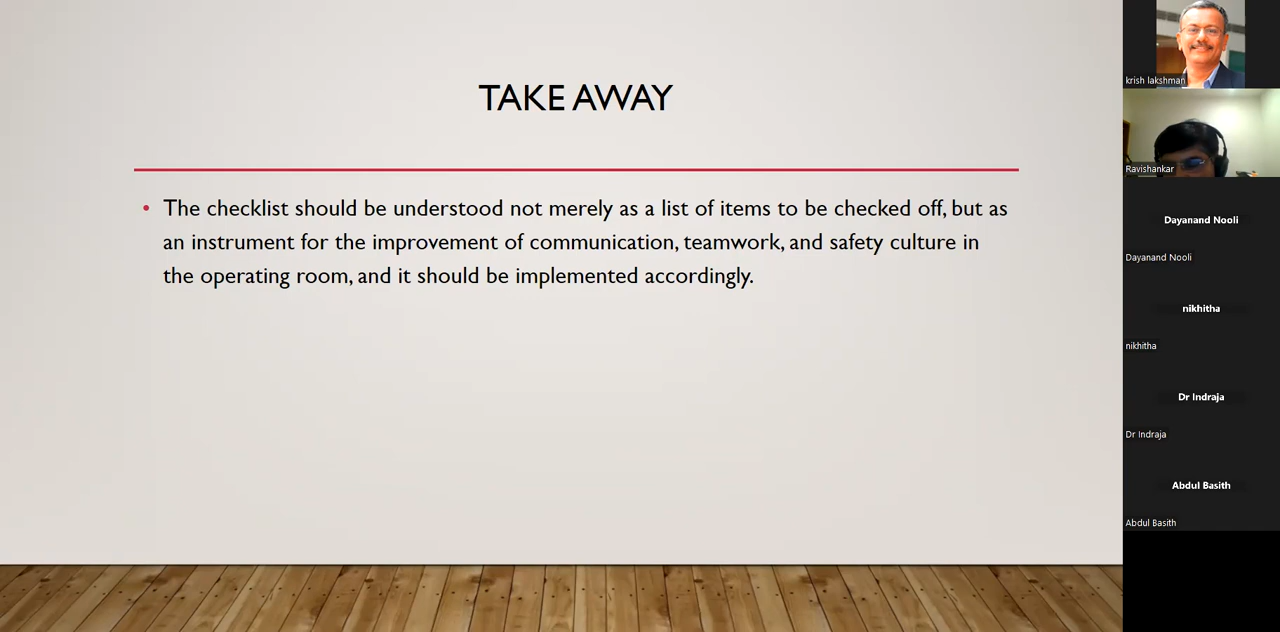 TAKE AWAY
• The checklist should be understood not merely as a list of items to be checked off, but as
an instrument for the improvement of communication, teamwork, and safety culture in
the operating room, and it should be implemented accordingly.
krish lakshman
Ravishankar
Dayanand Nooli
Dayanand Nooli
nikhitha
nikhitha
Dr Indraja
Dr Indraja
Abdul Basith
Abdul Basith